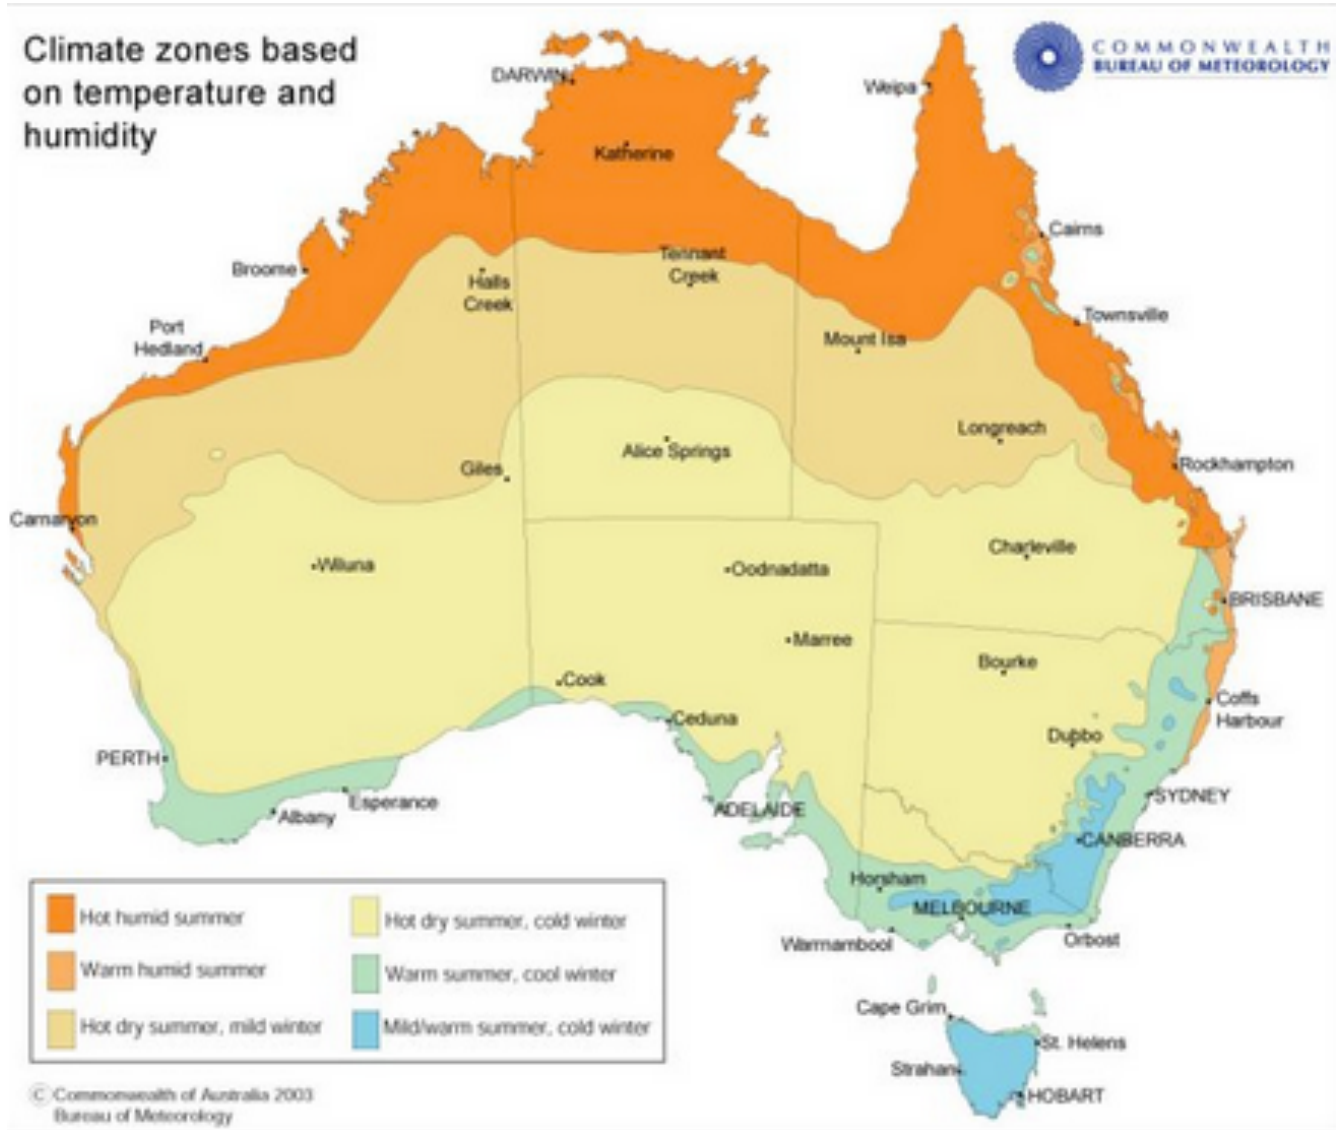 Climate zones based
on temperature and
humidity
COMMONWEALTH
BUREAU OF METEOROLOGY
DARWIN
Weipa
Katherine
Cairns
Broome
Halls
Creek
Tennant
Creek
Port
Hedland
Townsville
Mount Isa
Longreach
Alice Springs
Giles
Rockhampton
Carnarvon
Charleville
Wiluna
Oodnadatta
BRISBANE
Marree
Bourke
Cook
Coffs
Harbour
Ceduna
Dubbo
PERTH
Esperance
SYDNEY
Albany
ADELAIDE
CANBERRA
Horsham
MELBOURNE
Warrnambool
Orbost
Cape Grim
St. Helens
Strahan
HOBART
Hot humid summer
Warm humid summer
Hot dry summer, mild winter
Hot dry summer, cold winter
Warm summer, cool winter
Mild/warm summer, cold winter
© Commonwealth of Australia 2003
Bureau of Meteorology